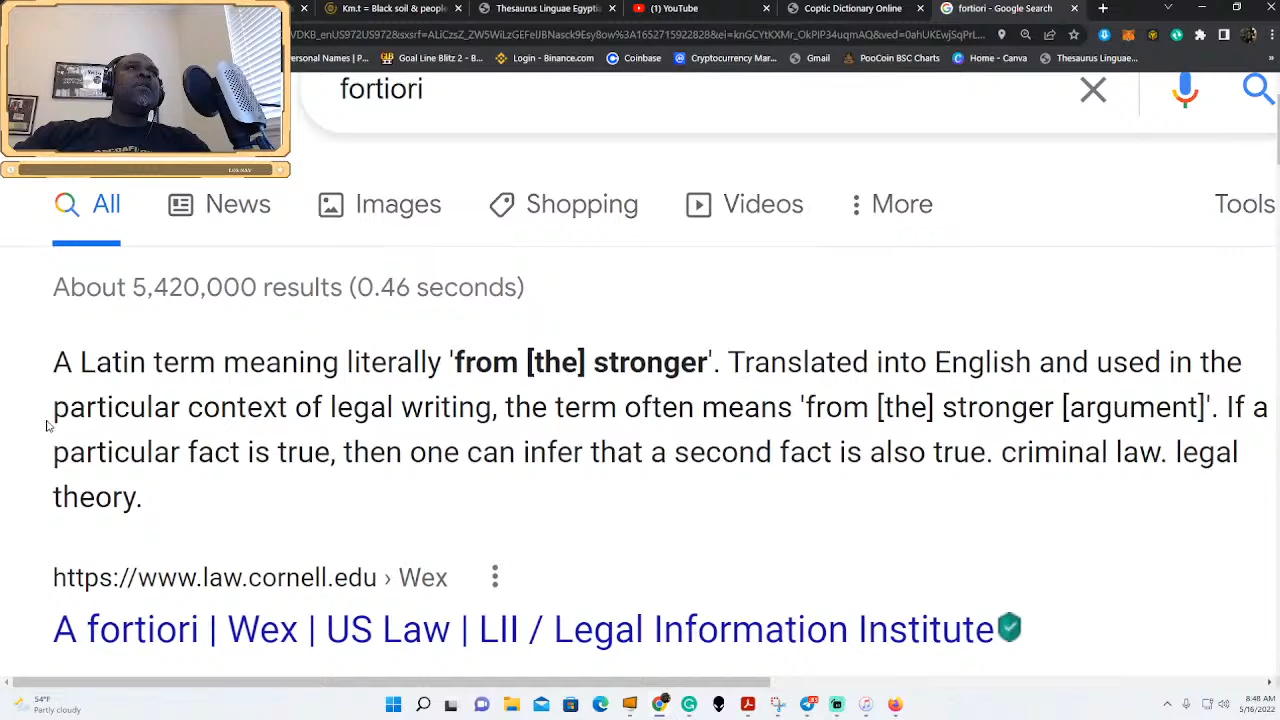 Km.t = Black soil & people
Thesaurus Linguae Egyptia
(1) YouTube
Coptic Dictionary Online
fortiori - Google Search
VDKB_enUS972US972&sxsrf=
ersonal Names | P...
Goal Line Blitz 2 - B...
Login - Binance.com
Coinbase
Cryptocurrency Mar...
Gmail
PooCoin BSC Charts
Home - Canva
Thesaurus Linguae...
fortiori
All
News
Images
Shopping
Videos
More
Tools
About 5,420,000 results (0.46 seconds)
A Latin term meaning literally 'from [the] stronger'. Translated into English and used in the
particular context of legal writing, the term often means 'from [the] stronger [argument]'. If a
particular fact is true, then one can infer that a second fact is also true. criminal law. legal
theory.
https://www.law.cornell.edu › Wex
A fortiori | Wex | US Law | LII / Legal Information Institute
54°F
Partly cloudy
8:48 AM
5/16/2022